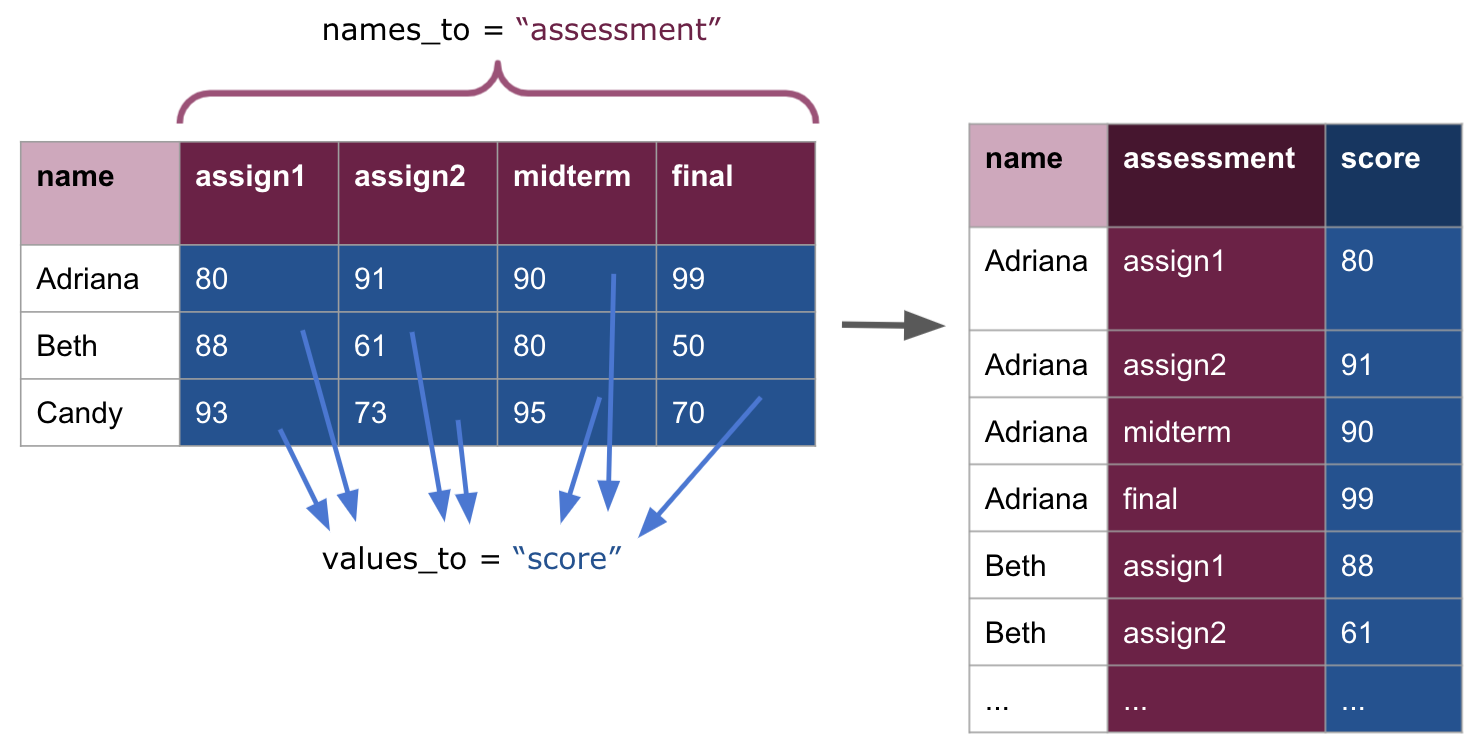 names_to = “assessment”
name assign1 assign2 midterm final
Adriana 80 91 90 99
Beth 88 61 80 50
Candy 93 73 95 70
values_to = “score”
name assessment score
Adriana assign1 80
Adriana assign2 91
Adriana midterm 90
Adriana final 99
Beth assign1 88
Beth assign2 61
... ... ...